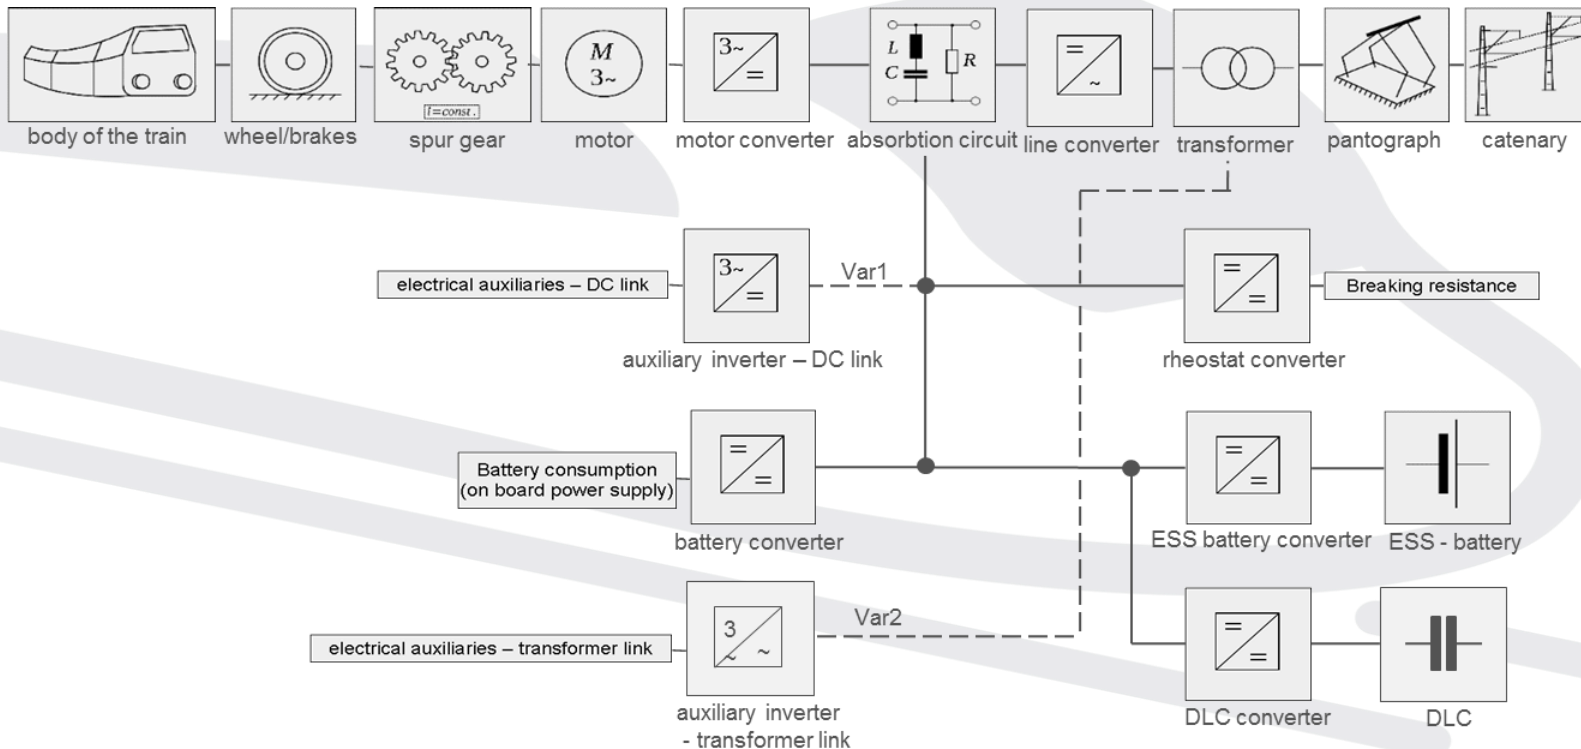 M
3~
3~
=
L
C
R
=
~
i=const.
body of the train
wheel/brakes
spur gear
motor
motor converter
absorbtion circuit
line converter
transformer
pantograph
catenary
electrical auxiliaries – DC link
3~
=
Var1
=
=
Breaking resistance
auxiliary inverter – DC link
rheostat converter
Battery consumption
(on board power supply)
=
=
=
=
battery converter
ESS battery converter
ESS - battery
electrical auxiliaries – transformer link
3
~
~
Var2
=
=
auxiliary inverter
- transformer link
DLC converter
DLC